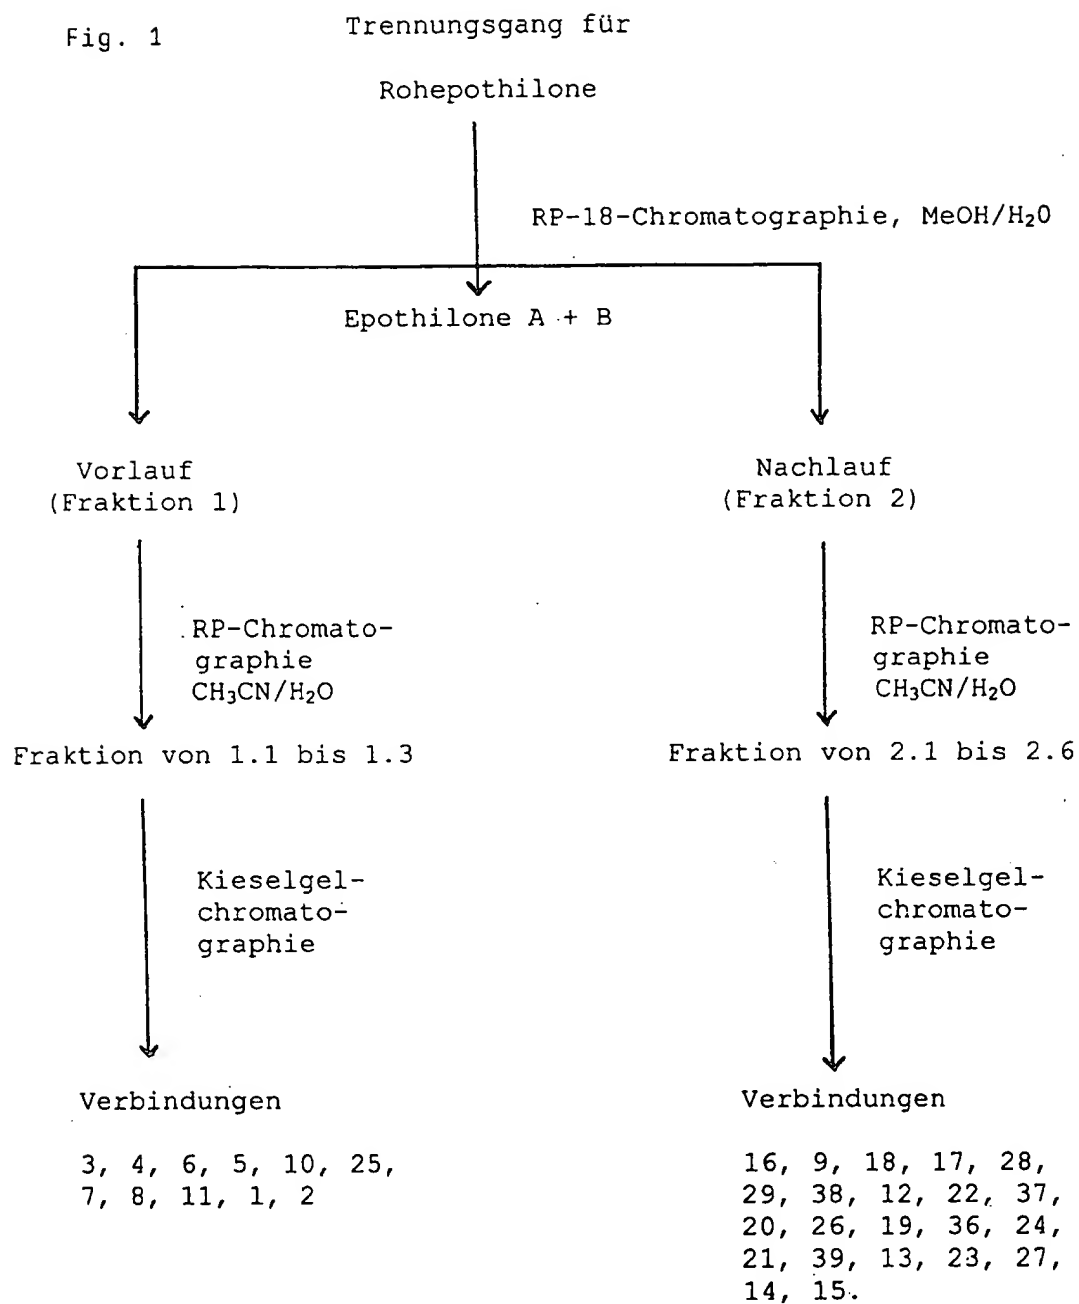 Fig. 1
Trennungsgang für
Rohepothilone
RP-18-Chromatographie, MeOH/H₂O
Epothilone A + B
Vorlauf
(Fraktion 1)
RP-Chromato-
graphie
CH₃CN/H₂O
Fraktion von 1.1 bis 1.3
Kieselgel-
chromato-
graphie
Verbindungen
3, 4, 6, 5, 10, 25,
7, 8, 11, 1, 2
Nachlauf
(Fraktion 2)
RP-Chromato-
graphie
CH₃CN/H₂O
Fraktion von 2.1 bis 2.6
Kieselgel-
chromato-
graphie
Verbindungen
16, 9, 18, 17, 28,
29, 38, 12, 22, 37,
20, 26, 19, 36, 24,
21, 39, 13, 23, 27,
14, 15.